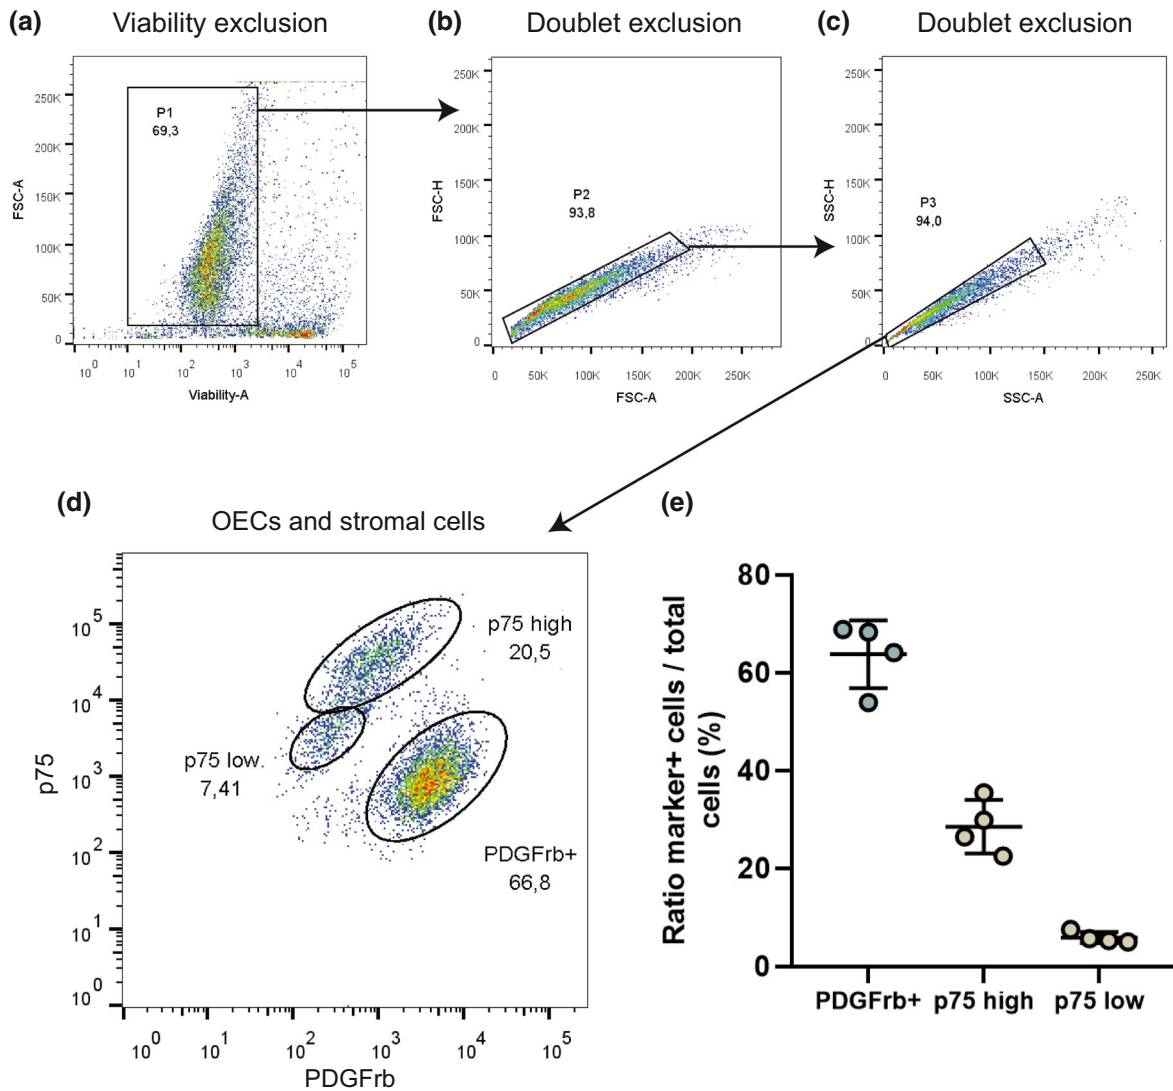 (a) Viability exclusion
(b) Doublet exclusion
(c) Doublet exclusion
FSC-A
250K
200K
150K
100K
50K
0
P1
69,3
10^0 10^1 10^2 10^3 10^4 10^5
Viability-A
FSC-H
250K
200K
150K
100K
50K
0
P2
93,8
0 50K 100K 150K 200K 250K
FSC-A
SSC-H
250K
200K
150K
100K
50K
0
P3
94,0
0 50K 100K 150K 200K 250K
SSC-A
(d)
OECs and stromal cells
p75
10^5
10^4
10^3
10^2
10^1
10^0
p75 high
20,5
p75 low
7,41
PDGFrb+
66,8
10^0 10^1 10^2 10^3 10^4 10^5
PDGFrb
(e)
Ratio marker+ cells / total
cells (%)
80
60
40
20
0
PDGFrb+ p75 high p75 low